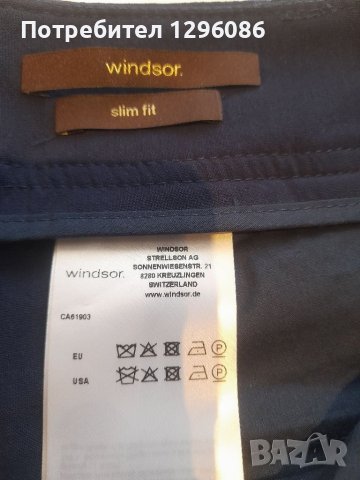 Потребител 1296086
windsor.
slim fit
windsor.
WINDSOR
STRELLSON AG
SONNENWIESENSTR. 21
8280 KREUZLINGEN
SWITZERLAND
www.windsor.de
CA61903
EU
USA
BAZAR